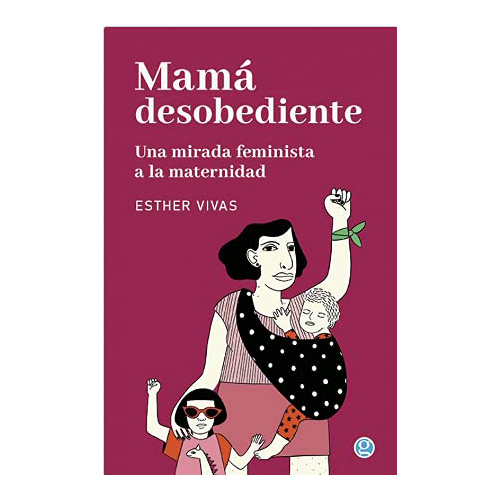 Mamá
desobediente
Una mirada feminista
a la maternidad
ESTHER VIVAS
g